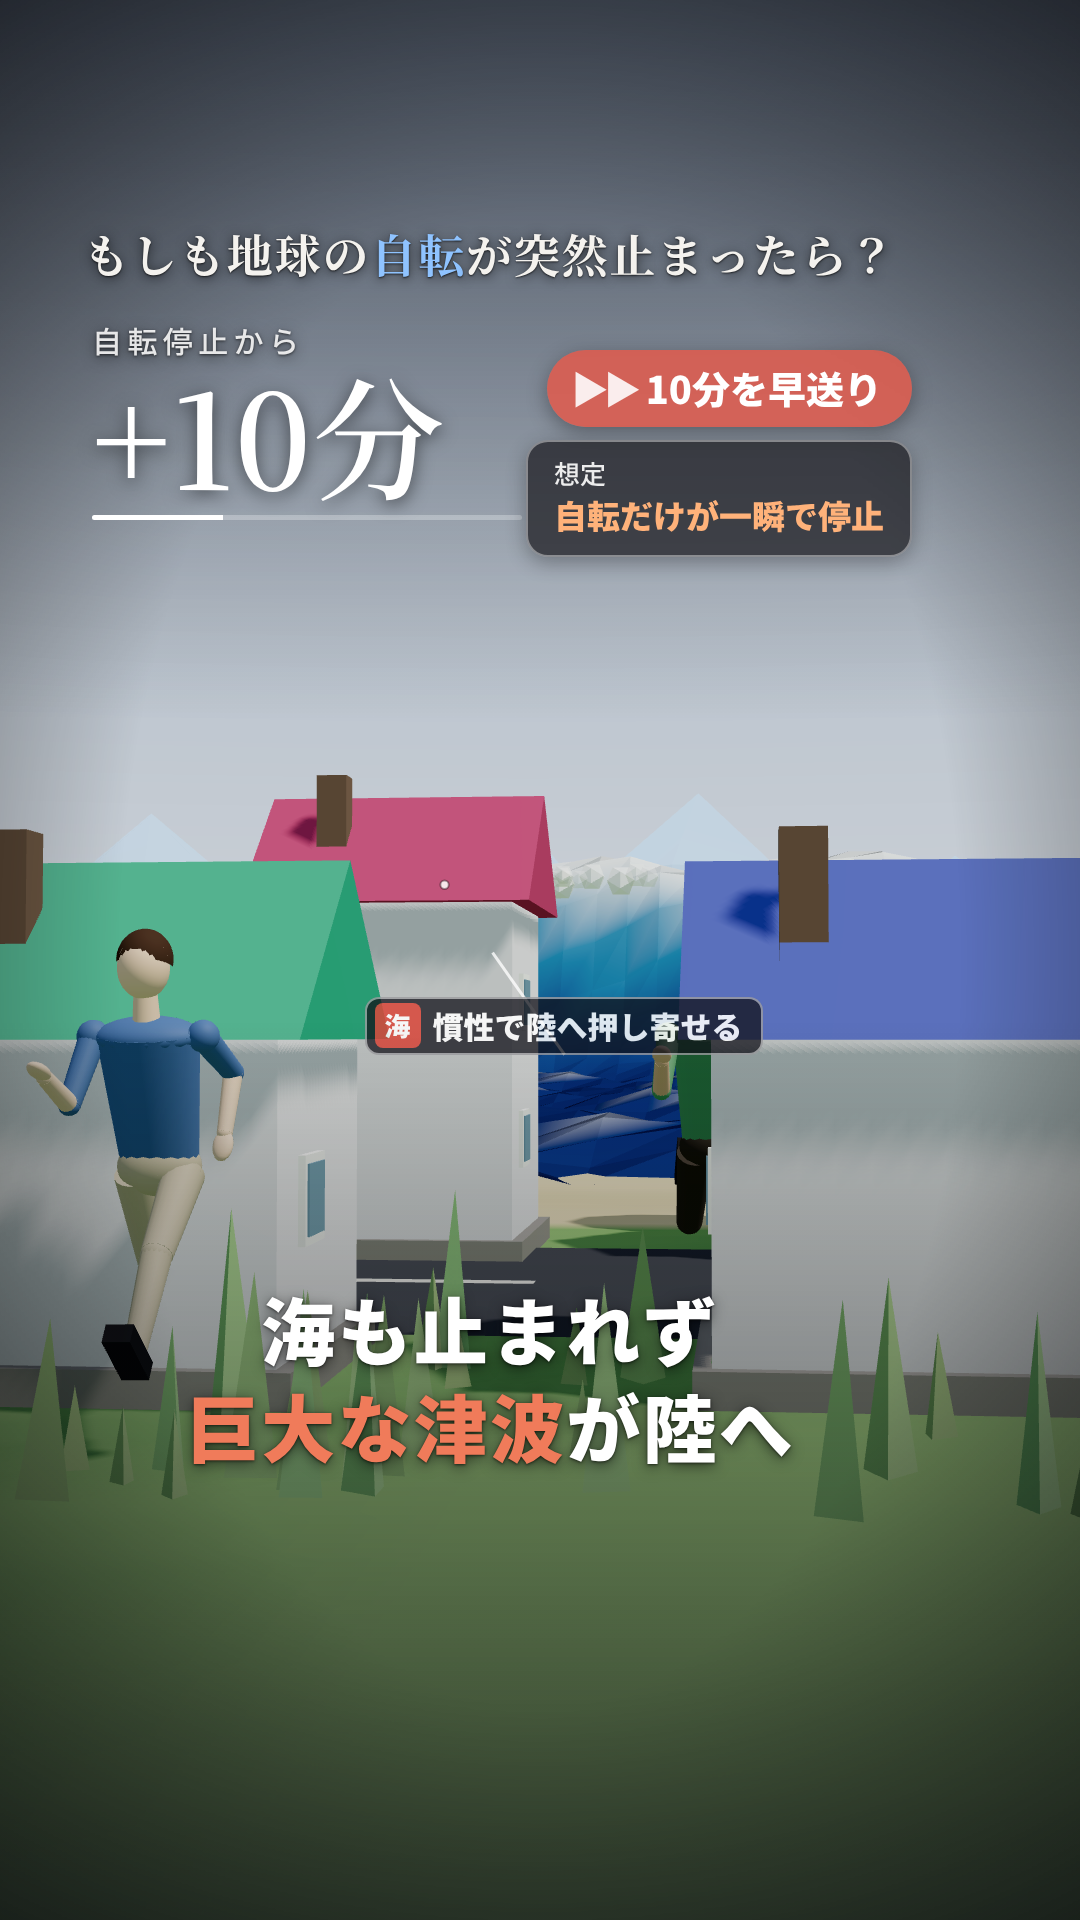 もしも地球の自転が突然止まったら？
自転停止から
+10分
▶▶10分を早送り
想定
自転だけが一瞬で停止
海 慣性で陸へ押し寄せる
海も止まれず
巨大な津波が陸へ